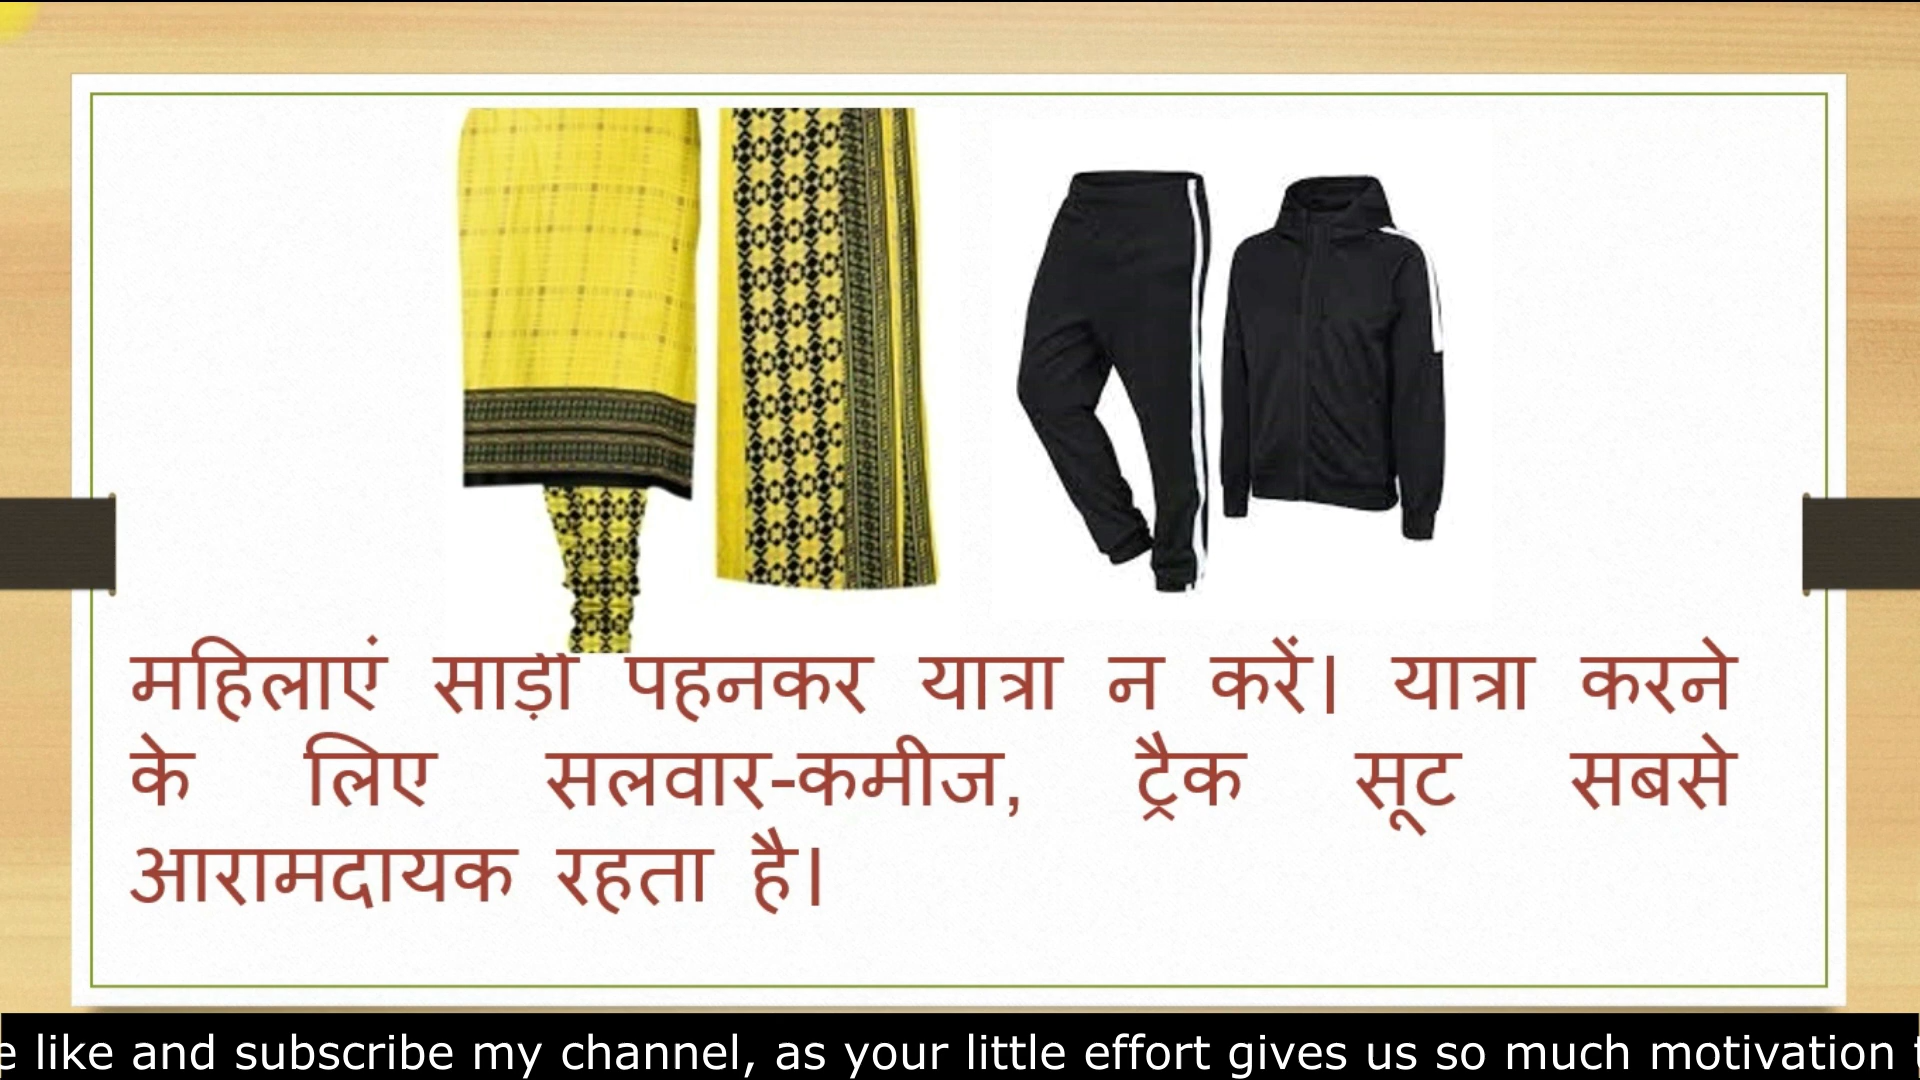 महिलाएं साड़ी पहनकर यात्रा न करें। यात्रा करने
के लिए सलवार-कमीज, ट्रैक सूट सबसे
आरामदायक रहता है।
like and subscribe my channel, as your little effort gives us so much motivation